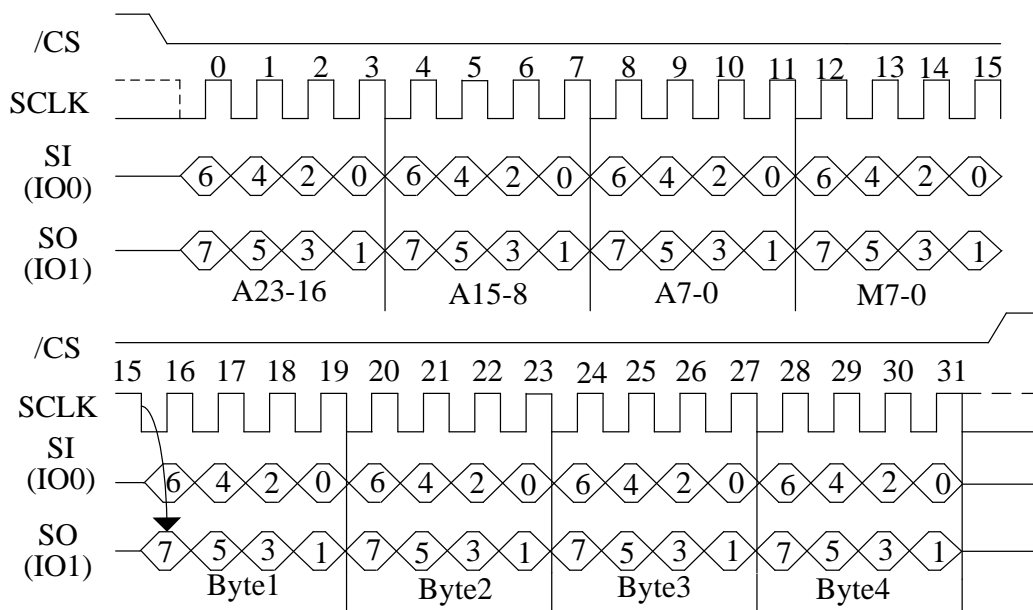 /CS
0 1 2 3 4 5 6 7 8 9 10 11 12 13 14 15
SCLK
SI
(IO0)
6 4 2 0 6 4 2 0 6 4 2 0 6 4 2 0
SO
(IO1)
7 5 3 1 7 5 3 1 7 5 3 1 7 5 3 1
A23-16 A15-8 A7-0 M7-0
/CS
15 16 17 18 19 20 21 22 23 24 25 26 27 28 29 30 31
SCLK
SI
(IO0)
6 4 2 0 6 4 2 0 6 4 2 0 6 4 2 0
SO
(IO1)
7 5 3 1 7 5 3 1 7 5 3 1 7 5 3 1
Byte1 Byte2 Byte3 Byte4